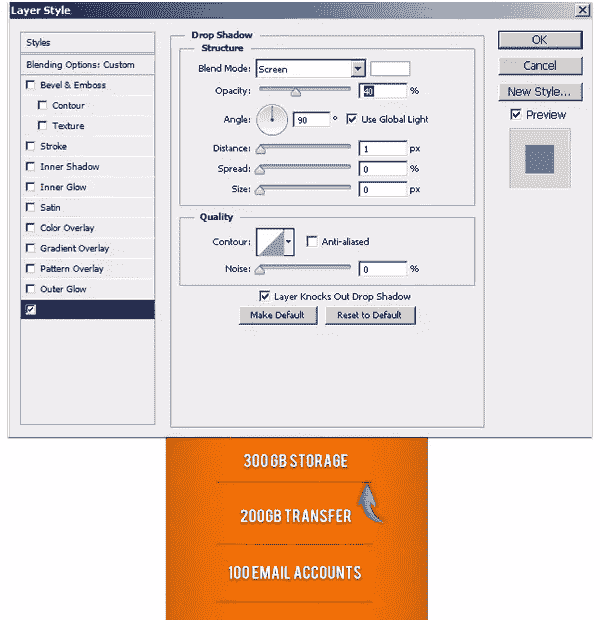 Layer Style
Styles
Blending Options: Custom
Bevel & Emboss
Contour
Texture
Stroke
Inner Shadow
Inner Glow
Satin
Color Overlay
Gradient Overlay
Pattern Overlay
Outer Glow
Drop Shadow
Structure
Blend Mode: Screen
Opacity: 40 %
Angle: 90 ° Use Global Light
Distance: 1 px
Spread: 0 %
Size: 0 px
Quality
Contour: Anti-aliased
Noise: 0 %
Layer Knocks Out Drop Shadow
Make Default Reset to Default
OK
Cancel
New Style...
Preview
300 GB STORAGE
200GB TRANSFER
100 EMAIL ACCOUNTS